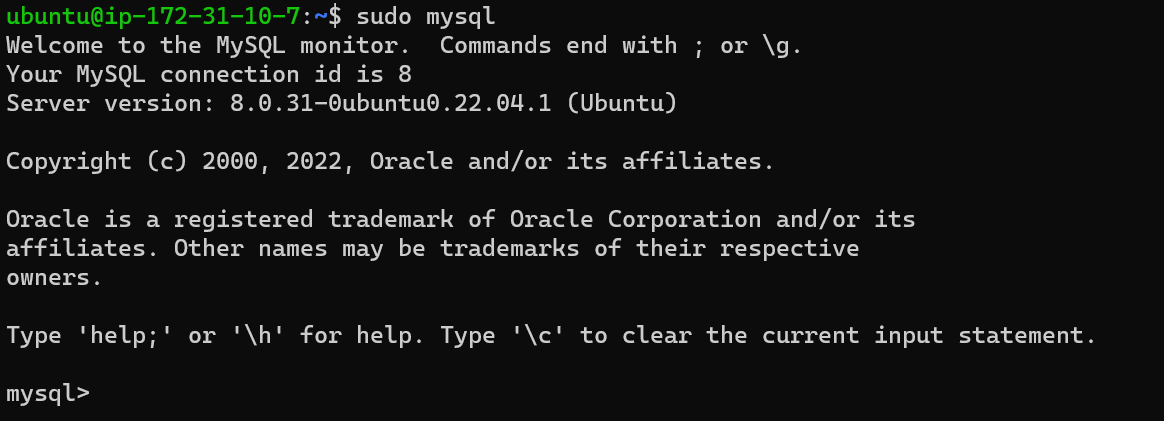 ubuntu@ip-172-31-10-7:~$ sudo mysql
Welcome to the MySQL monitor.  Commands end with ; or \g.
Your MySQL connection id is 8
Server version: 8.0.31-0ubuntu0.22.04.1 (Ubuntu)
Copyright (c) 2000, 2022, Oracle and/or its affiliates.
Oracle is a registered trademark of Oracle Corporation and/or its
affiliates. Other names may be trademarks of their respective
owners.
Type 'help;' or '\h' for help. Type '\c' to clear the current input statement.
mysql>